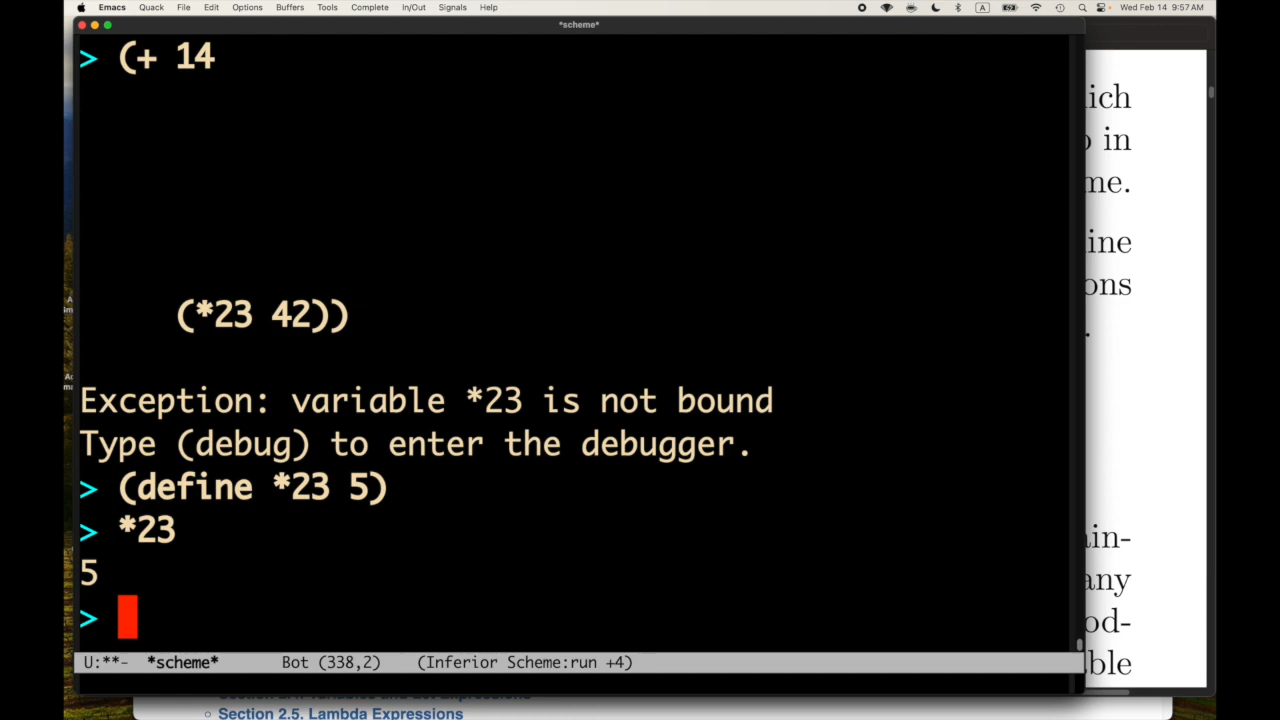 Emacs Quack File Edit Options Buffers Tools Complete In/Out Signals Help
A
Wed Feb 14 9:57 AM
*scheme*
> (+ 14
(*23 42))
Exception: variable *23 is not bound
Type (debug) to enter the debugger.
> (define *23 5)
> *23
5
>
U:**- *scheme* Bot (338,2) (Inferior Scheme:run +4)
ich
in
me.
ine
ons
.
in-
any
od-
ble
Section 2.5. Lambda Expressions